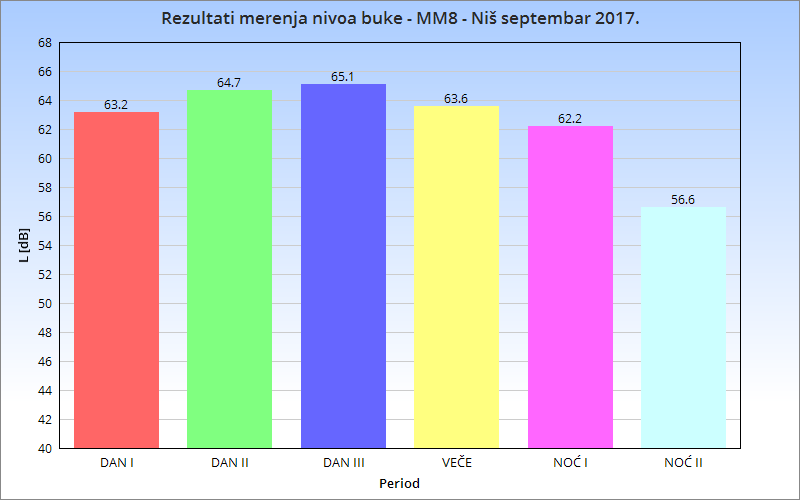 Rezultati merenja nivoa buke - MM8 - Niš septembar 2017.
68
66
64
62
60
58
56
54
52
50
48
46
44
42
40
L [dB]
63.2
64.7
65.1
63.6
62.2
56.6
DAN I
DAN II
DAN III
VEČE
NOĆ I
NOĆ II
Period